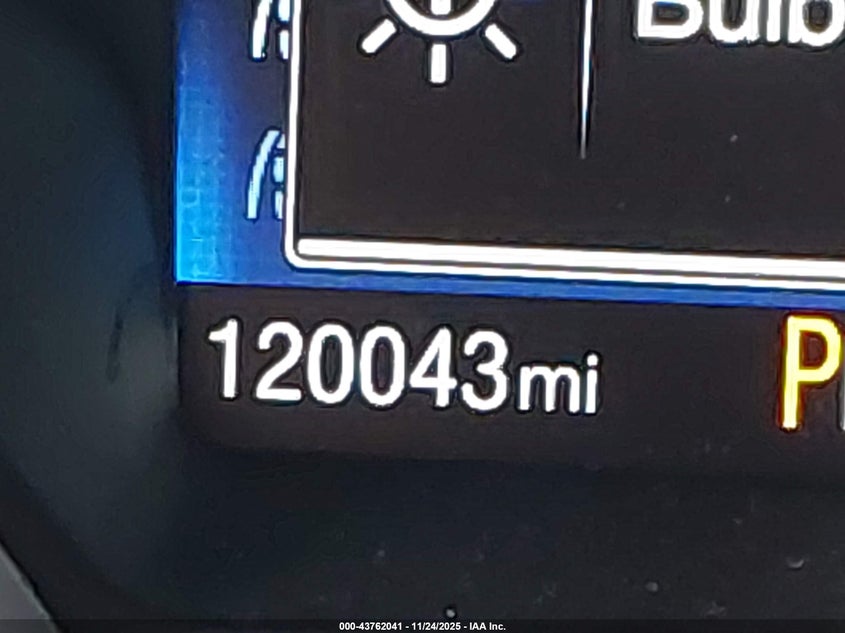 Bulb
120043mi
P
000-43762041 - 11/24/2025 - IAA Inc.